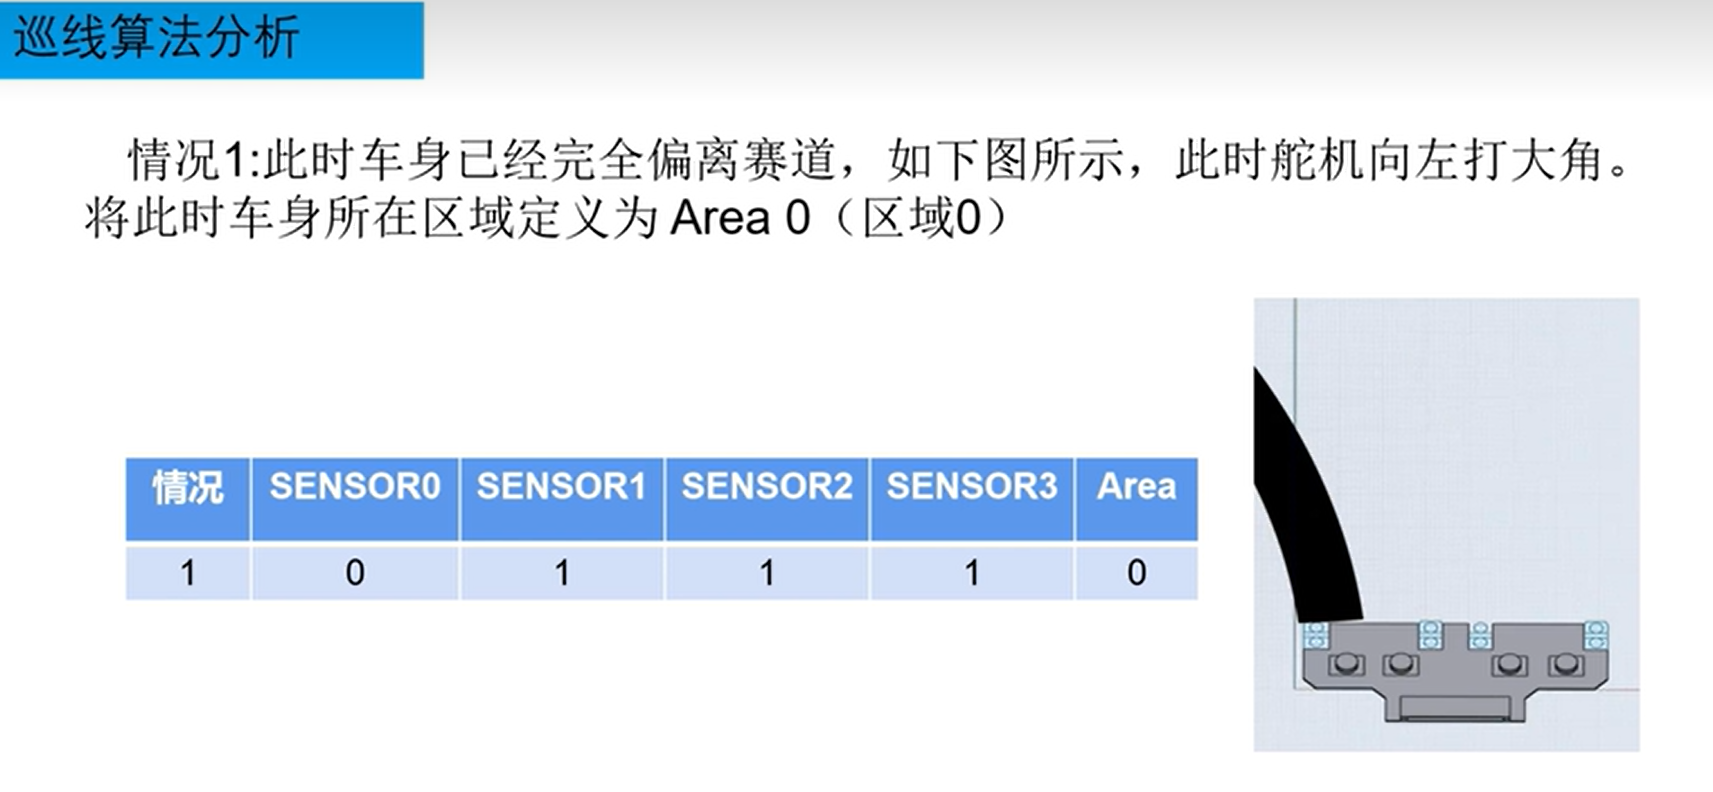 巡线算法分析
情况1:此时车身已经完全偏离赛道，如下图所示，此时舵机向左打大角。
将此时车身所在区域定义为 Area 0（区域0）
情况 SENSOR0 SENSOR1 SENSOR2 SENSOR3 Area
1 0 1 1 1 0